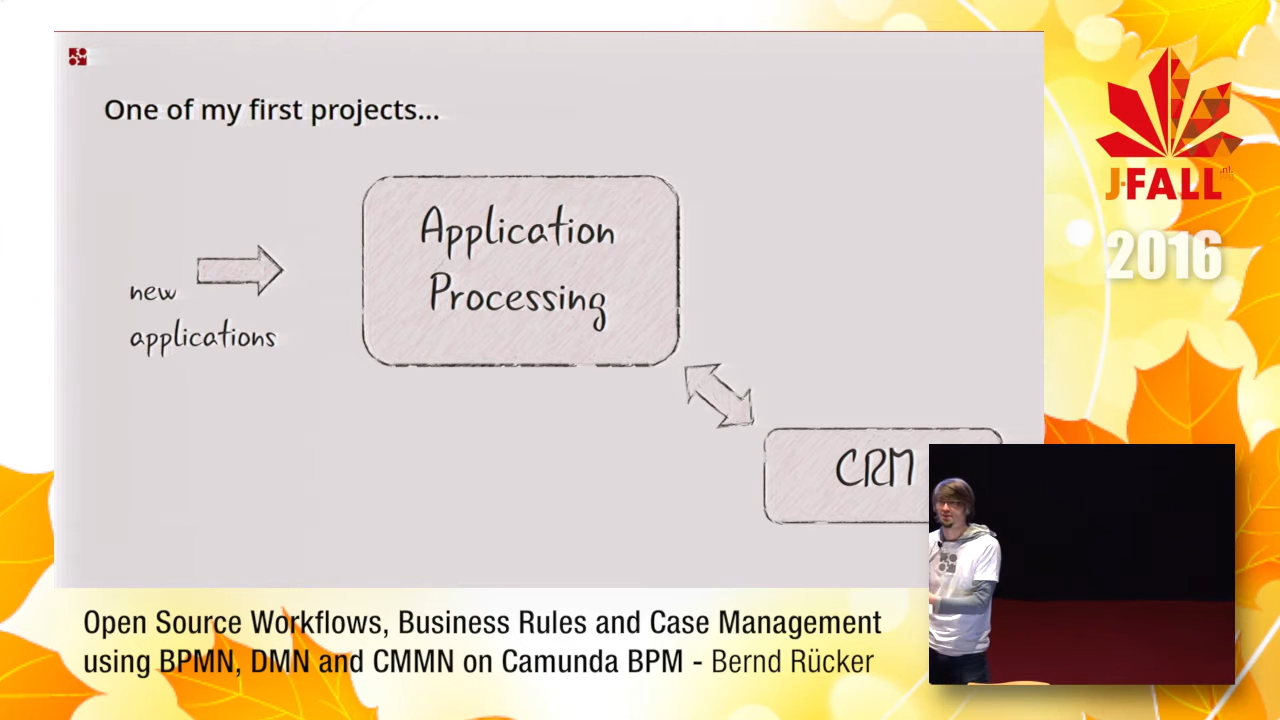 One of my first projects...
Application
Processing
new
applications
CRM
J-FALL
.nl
2016
Open Source Workflows, Business Rules and Case Management
using BPMN, DMN and CMMN on Camunda BPM - Bernd Rücker